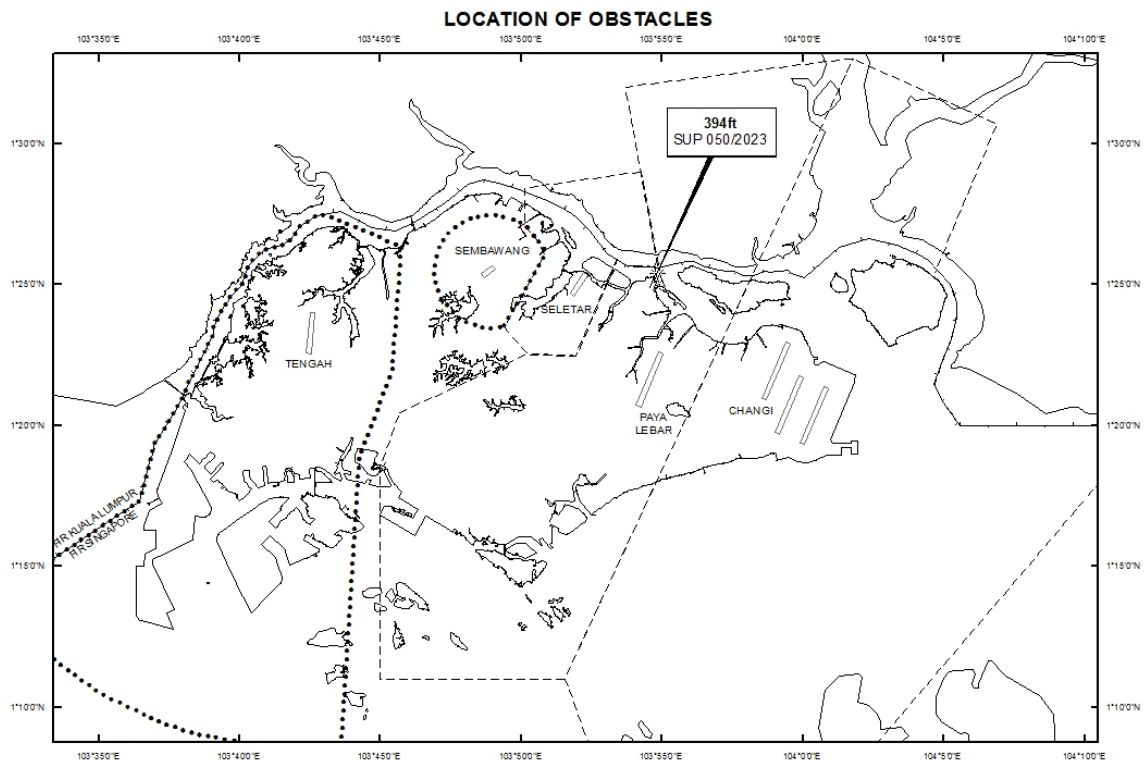 LOCATION OF OBSTACLES
103°35'0"E 103°40'0"E 103°45'0"E 103°50'0"E 103°55'0"E 104°0'0"E 104°5'0"E 104°10'0"E
394ft
SUP 050/2023
1°30'0"N 1°30'0"N
SEMBAWANG
1°25'0"N 1°25'0"N
SELETAR
TENGAH
PAYA
LEBAR
CHANGI
1°20'0"N 1°20'0"N
FIR KUALA LUMPUR
FIR SINGAPORE
1°15'0"N 1°15'0"N
1°10'0"N 1°10'0"N
103°35'0"E 103°40'0"E 103°45'0"E 103°50'0"E 103°55'0"E 104°0'0"E 104°5'0"E 104°10'0"E